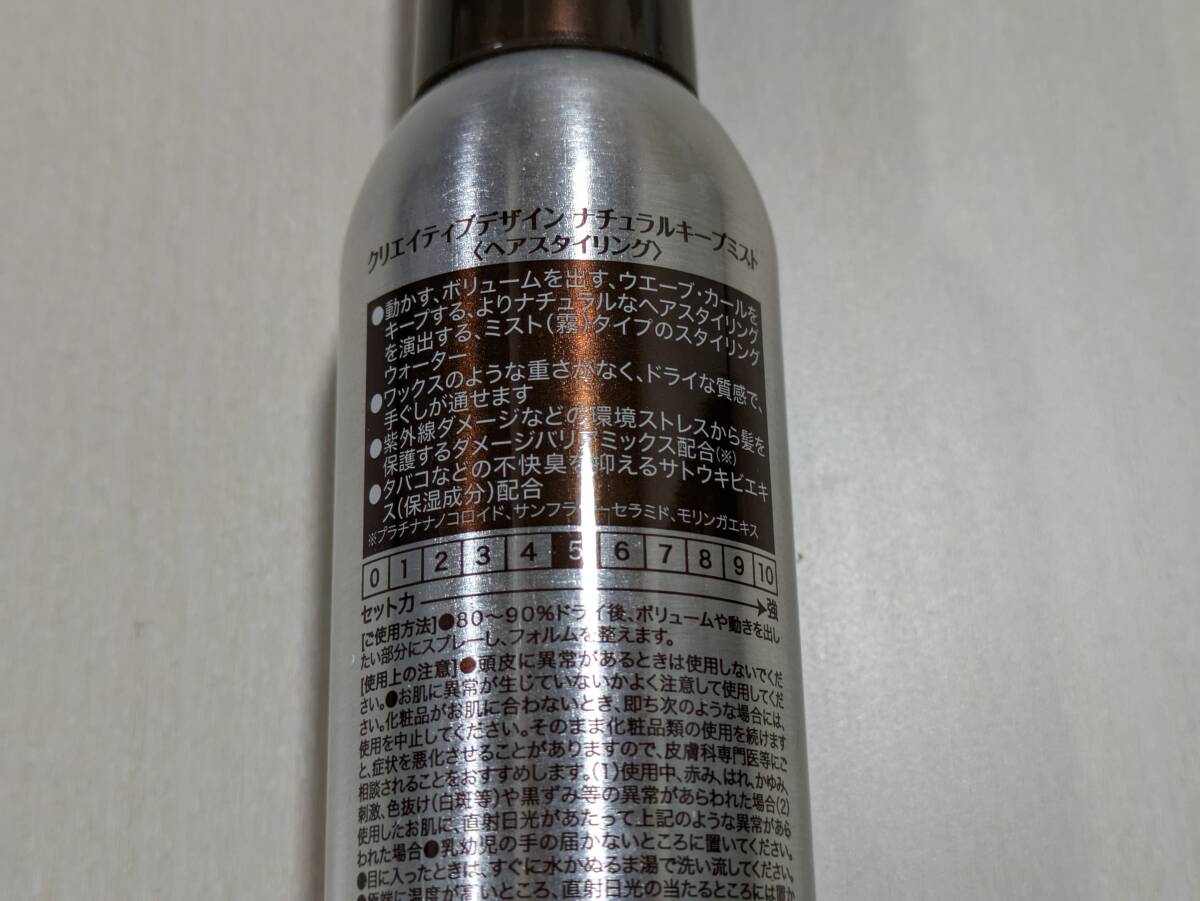 クリエイティブデザイン ナチュラルキープミスト
〈ヘアスタイリング〉
●動かす、ボリュームを出す、ウエーブ・カールを
キープする、よりナチュラルなヘアスタイリング
を演出する、ミスト(霧)タイプのスタイリング
ウォーター
●ワックスのような重さがなく、ドライな質感で、
手ぐしが通せます
●紫外線ダメージなどの環境ストレスから髪を
保護するダメージバリアミックス配合(※)
●タバコなどの不快臭を抑えるサトウキビエキ
ス(保湿成分)配合
※プラチナナノコロイド、サンフラワーセラミド、モリンガエキス
0 1 2 3 4 5 6 7 8 9 10
セット力 → 強
[ご使用方法]●80〜90%ドライ後、ボリュームや動きを出し
たい部分にスプレーし、フォルムを整えます。
[使用上の注意]●頭皮に異常があるときは使用しないでくだ
さい。●お肌に異常が生じていないかよく注意して使用してくだ
さい。化粧品がお肌に合わないとき、即ち次のような場合には、
使用を中止してください。そのまま化粧品類の使用を続けます
と、症状を悪化させることがありますので、皮膚科専門医等にご
相談されることをおすすめします。(1)使用中、赤み、はれ、かゆみ、
刺激、色抜け(白斑等)や黒ずみ等の異常があらわれた場合(2)
使用したお肌に、直射日光があたって上記のような異常があら
われた場合●乳幼児の手の届かないところに置いてください。
●目に入ったときは、すぐに水かぬるま湯で洗い流してください。
●極端に温度が高いところ、直射日光の当たるところには置か